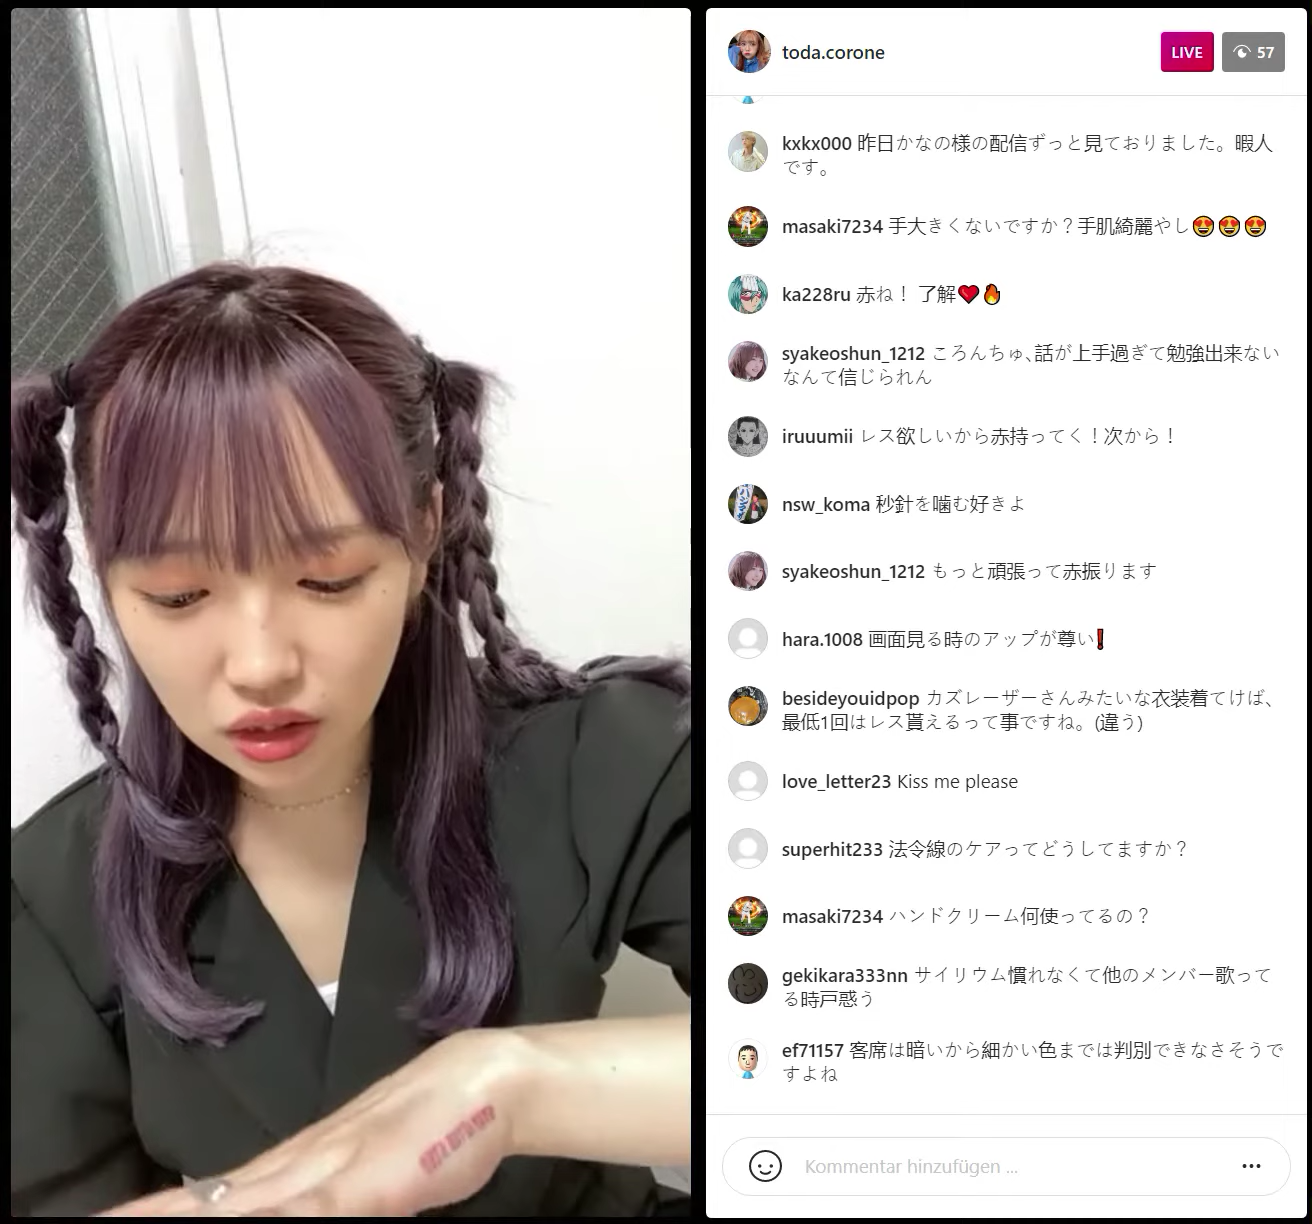 toda.corone
LIVE
57
kxkx000 昨日かなの様の配信ずっと見ておりました。暇人
です。
masaki7234 手大きくないですか？手肌綺麗やし😍😍😍
ka228ru 赤ね！ 了解❤️🔥
syakeoshun_1212 ころんちゅ、話が上手過ぎて勉強出来ない
なんて信じられん
iruuumii レス欲しいから赤持ってく！次から！
nsw_koma 秒針を噛む好きよ
syakeoshun_1212 もっと頑張って赤振ります
hara.1008 画面見る時のアップが尊い❗
besideyouidpop カズレーザーさんみたいな衣装着てけば、
最低1回はレス貰えるって事ですね。(違う)
love_letter23 Kiss me please
superhit233 法令線のケアってどうしてますか？
masaki7234 ハンドクリーム何使ってるの？
gekikara333nn サイリウム慣れなくて他のメンバー歌って
る時戸惑う
ef71157 客席は暗いから細かい色までは判別できなさそうで
すよね
Kommentar hinzufügen ...